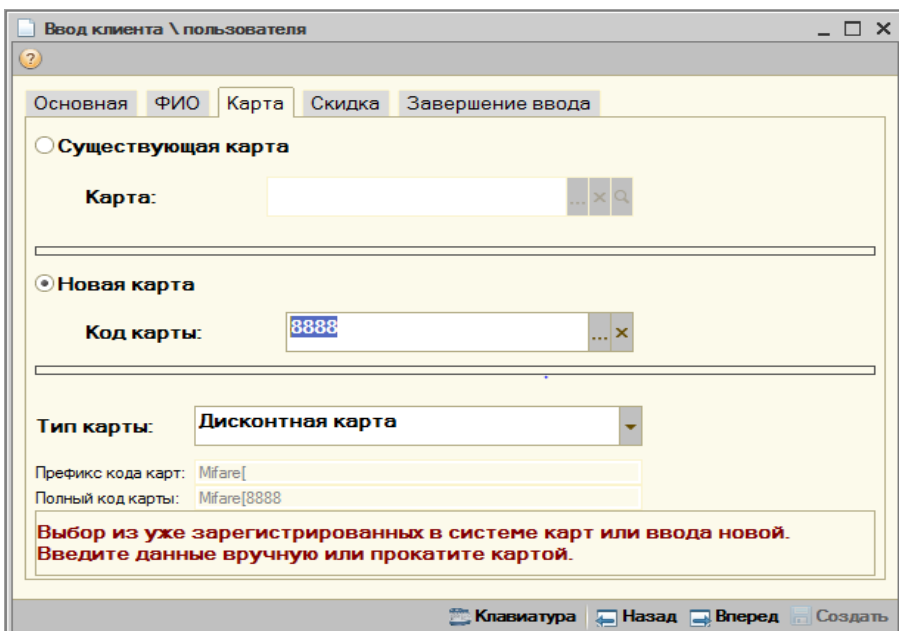 Ввод клиента \ пользователя
?
Основная ФИО Карта Скидка Завершение ввода
Существующая карта
Карта: ...
Новая карта
Код карты: 8888 ...
Тип карты: Дисконтная карта
Префикс кода карт: Mifare[
Полный код карты: Mifare[8888
Выбор из уже зарегистрированных в системе карт или ввода новой.
Введите данные вручную или прокатите картой.
Клавиатура Назад Вперед Создать